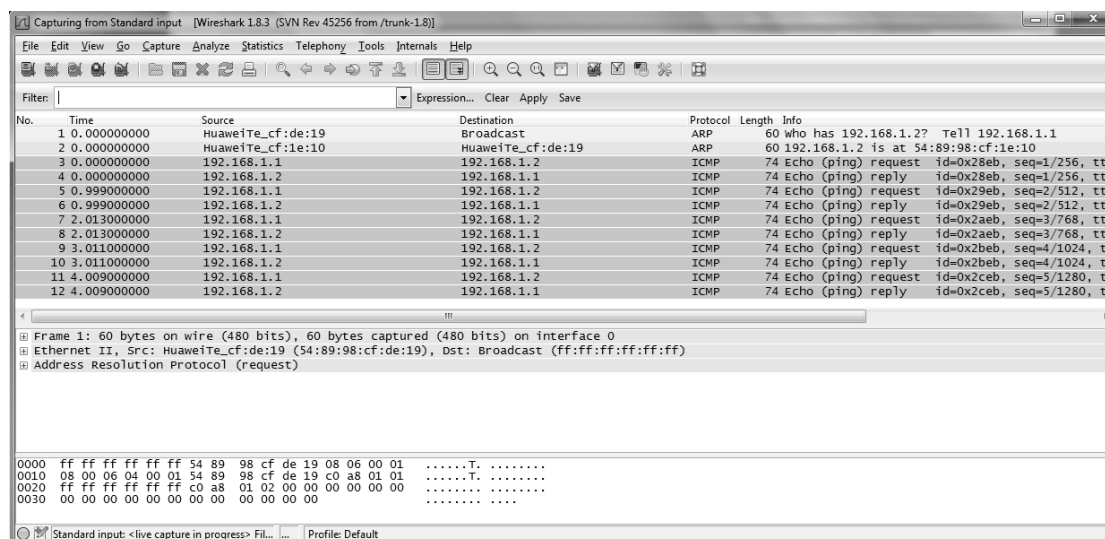 Capturing from Standard input [Wireshark 1.8.3 (SVN Rev 45256 from /trunk-1.8)]
File Edit View Go Capture Analyze Statistics Telephony Tools Internals Help
Filter: Expression... Clear Apply Save
No. Time Source Destination Protocol Length Info
1 0.000000000 HuaweiTe_cf:de:19 Broadcast ARP 60 Who has 192.168.1.2? Tell 192.168.1.1
2 0.000000000 HuaweiTe_cf:1e:10 HuaweiTe_cf:de:19 ARP 60 192.168.1.2 is at 54:89:98:cf:1e:10
3 0.000000000 192.168.1.1 192.168.1.2 ICMP 74 Echo (ping) request id=0x28eb, seq=1/256, tt
4 0.000000000 192.168.1.2 192.168.1.1 ICMP 74 Echo (ping) reply id=0x28eb, seq=1/256, tt
5 0.999000000 192.168.1.1 192.168.1.2 ICMP 74 Echo (ping) request id=0x29eb, seq=2/512, tt
6 0.999000000 192.168.1.2 192.168.1.1 ICMP 74 Echo (ping) reply id=0x29eb, seq=2/512, tt
7 2.013000000 192.168.1.1 192.168.1.2 ICMP 74 Echo (ping) request id=0x2aeb, seq=3/768, tt
8 2.013000000 192.168.1.2 192.168.1.1 ICMP 74 Echo (ping) reply id=0x2aeb, seq=3/768, tt
9 3.011000000 192.168.1.1 192.168.1.2 ICMP 74 Echo (ping) request id=0x2beb, seq=4/1024, t
10 3.011000000 192.168.1.2 192.168.1.1 ICMP 74 Echo (ping) reply id=0x2beb, seq=4/1024, t
11 4.009000000 192.168.1.1 192.168.1.2 ICMP 74 Echo (ping) request id=0x2ceb, seq=5/1280, t
12 4.009000000 192.168.1.2 192.168.1.1 ICMP 74 Echo (ping) reply id=0x2ceb, seq=5/1280, t
Frame 1: 60 bytes on wire (480 bits), 60 bytes captured (480 bits) on interface 0
Ethernet II, Src: HuaweiTe_cf:de:19 (54:89:98:cf:de:19), Dst: Broadcast (ff:ff:ff:ff:ff:ff)
Address Resolution Protocol (request)
0000 ff ff ff ff ff ff 54 89 98 cf de 19 08 06 00 01 ......T. ........
0010 08 00 06 04 00 01 54 89 98 cf de 19 c0 a8 01 01 ......T. ........
0020 ff ff ff ff ff ff c0 a8 01 02 00 00 00 00 00 00 ........ ........
0030 00 00 00 00 00 00 00 00 00 00 00 00 ........ ....
Standard input: <live capture in progress> Fil... ... Profile: Default